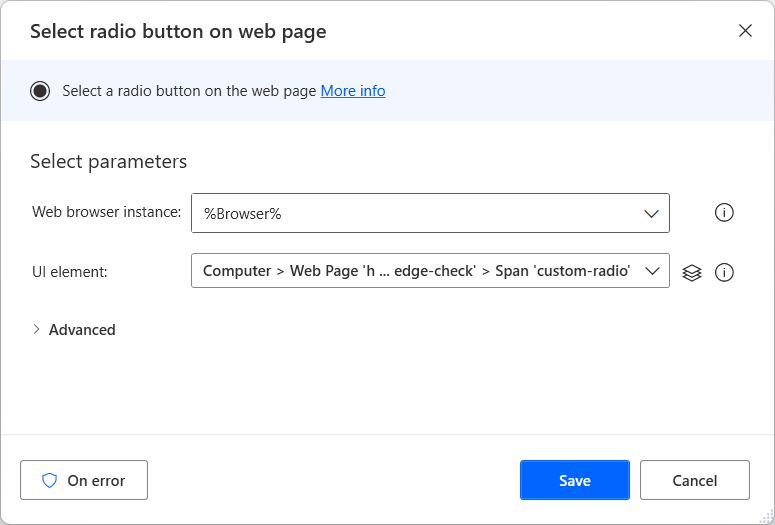 Select radio button on web page
Select a radio button on the web page More info
Select parameters
Web browser instance: %Browser%
UI element: Computer > Web Page 'h ... edge-check' > Span 'custom-radio'
Advanced
On error Save Cancel